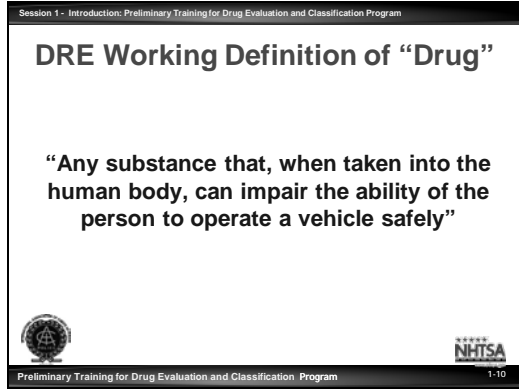 Session 1 - Introduction: Preliminary Training for Drug Evaluation and Classification Program
DRE Working Definition of “Drug”
“Any substance that, when taken into the
human body, can impair the ability of the
person to operate a vehicle safely”
NHTSA
Preliminary Training for Drug Evaluation and Classification Program
1-10